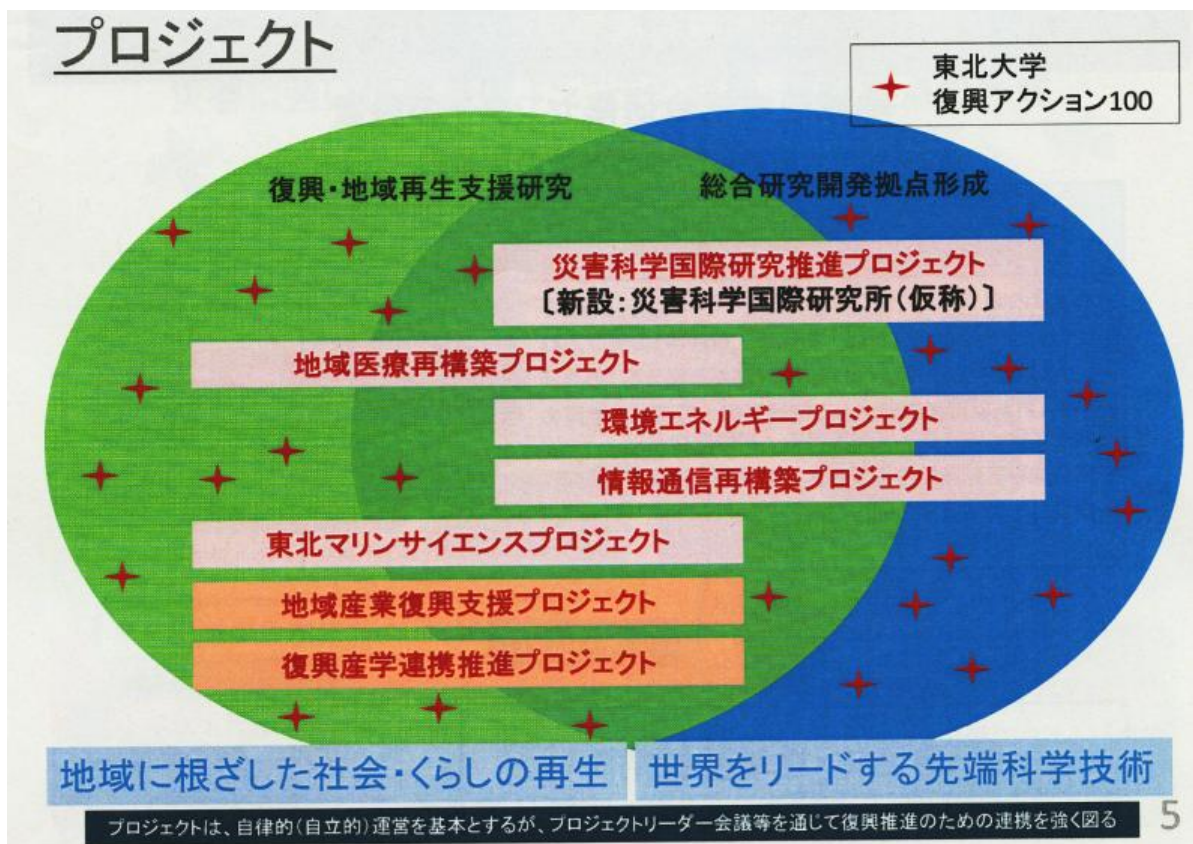 プロジェクト
東北大学
復興アクション100
復興・地域再生支援研究
総合研究開発拠点形成
災害科学国際研究推進プロジェクト
〔新設：災害科学国際研究所（仮称）〕
地域医療再構築プロジェクト
環境エネルギープロジェクト
情報通信再構築プロジェクト
東北マリンサイエンスプロジェクト
地域産業復興支援プロジェクト
復興産学連携推進プロジェクト
地域に根ざした社会・くらしの再生
世界をリードする先端科学技術
プロジェクトは、自律的（自立的）運営を基本とするが、プロジェクトリーダー会議等を通じて復興推進のための連携を強く図る
5